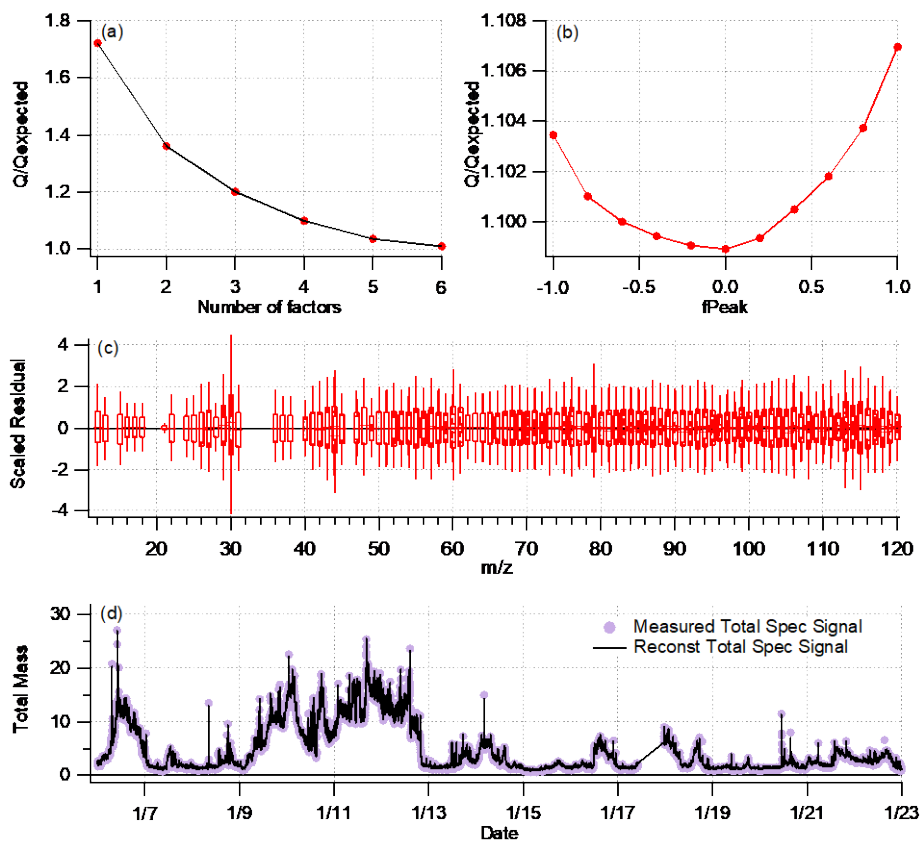 (a)
1.8
1.6
1.4
1.2
1.0
Q/Qexpected
1 2 3 4 5 6
Number of factors
(b)
1.108
1.106
1.104
1.102
1.100
Q/Qexpected
-1.0 -0.5 0.0 0.5 1.0
fPeak
(c)
4
2
0
-2
-4
Scaled Residual
20 30 40 50 60 70 80 90 100 110 120
m/z
(d)
30
20
10
0
Total Mass
Measured Total Spec Signal
Reconst Total Spec Signal
1/7 1/9 1/11 1/13 1/15 1/17 1/19 1/21 1/23
Date